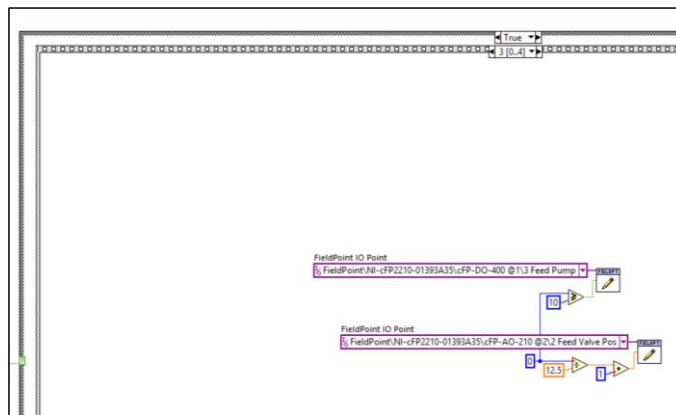 True
3 [0..4]
FieldPoint IO Point
FieldPoint\NI-cFP2210-01393A35\cFP-DO-400 @1\3 Feed Pump
FIELDPT
10
FieldPoint IO Point
FieldPoint\NI-cFP2210-01393A35\cFP-AO-210 @2\2 Feed Valve Pos
FIELDPT
0
12.5
1